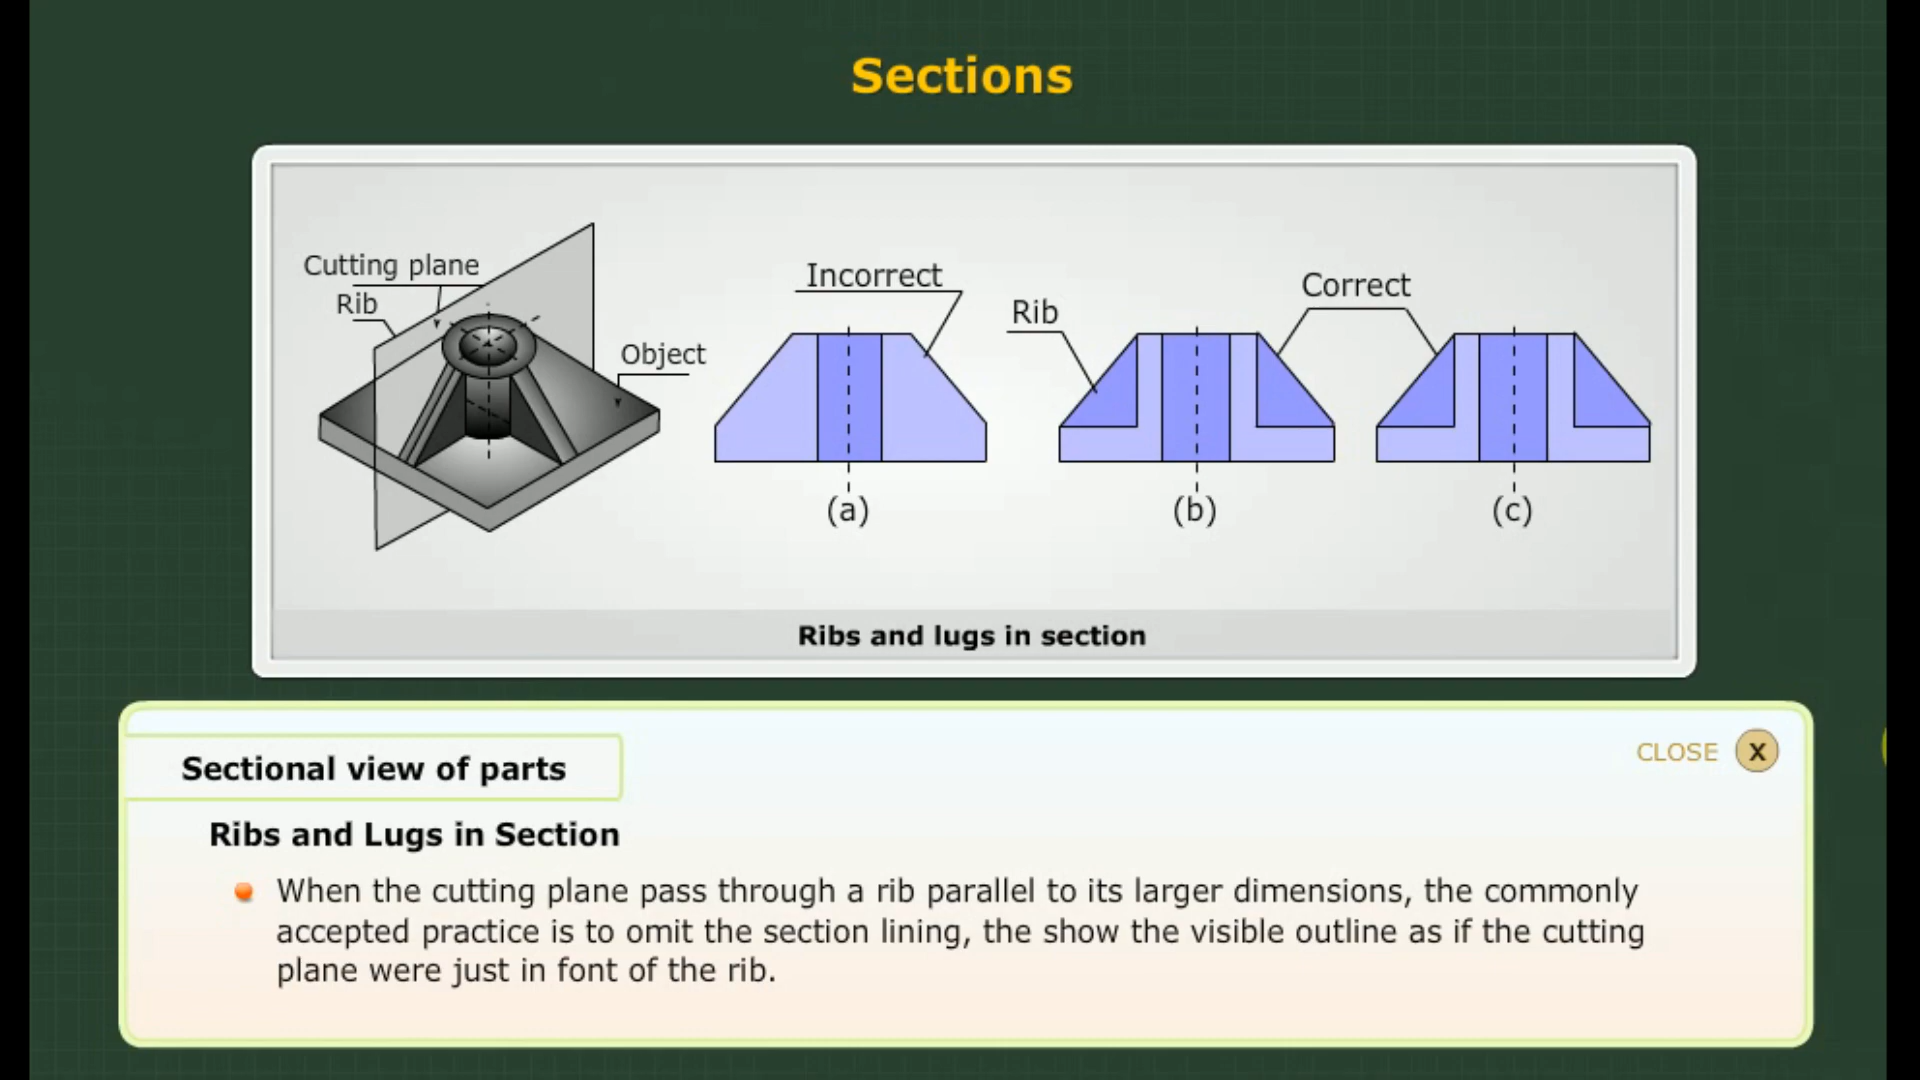 Sections
Cutting plane
Rib
Object
Incorrect
Rib
Correct
(a)
(b)
(c)
Ribs and lugs in section
Sectional view of parts
CLOSE X
Ribs and Lugs in Section
When the cutting plane pass through a rib parallel to its larger dimensions, the commonly
accepted practice is to omit the section lining, the show the visible outline as if the cutting
plane were just in font of the rib.